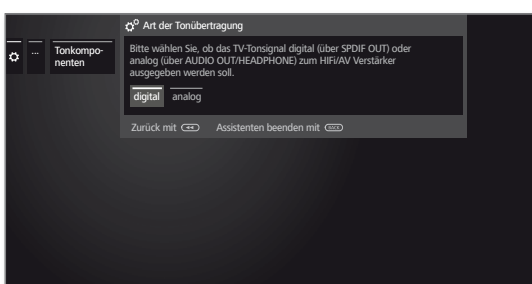 Art der Tonübertragung
... Tonkompo-
nenten
Bitte wählen Sie, ob das TV-Tonsignal digital (über SPDIF OUT) oder
analog (über AUDIO OUT/HEADPHONE) zum HIFi/AV Verstärker
ausgegeben werden soll.
digital analog
Zurück mit Assistenten beenden mit BACK